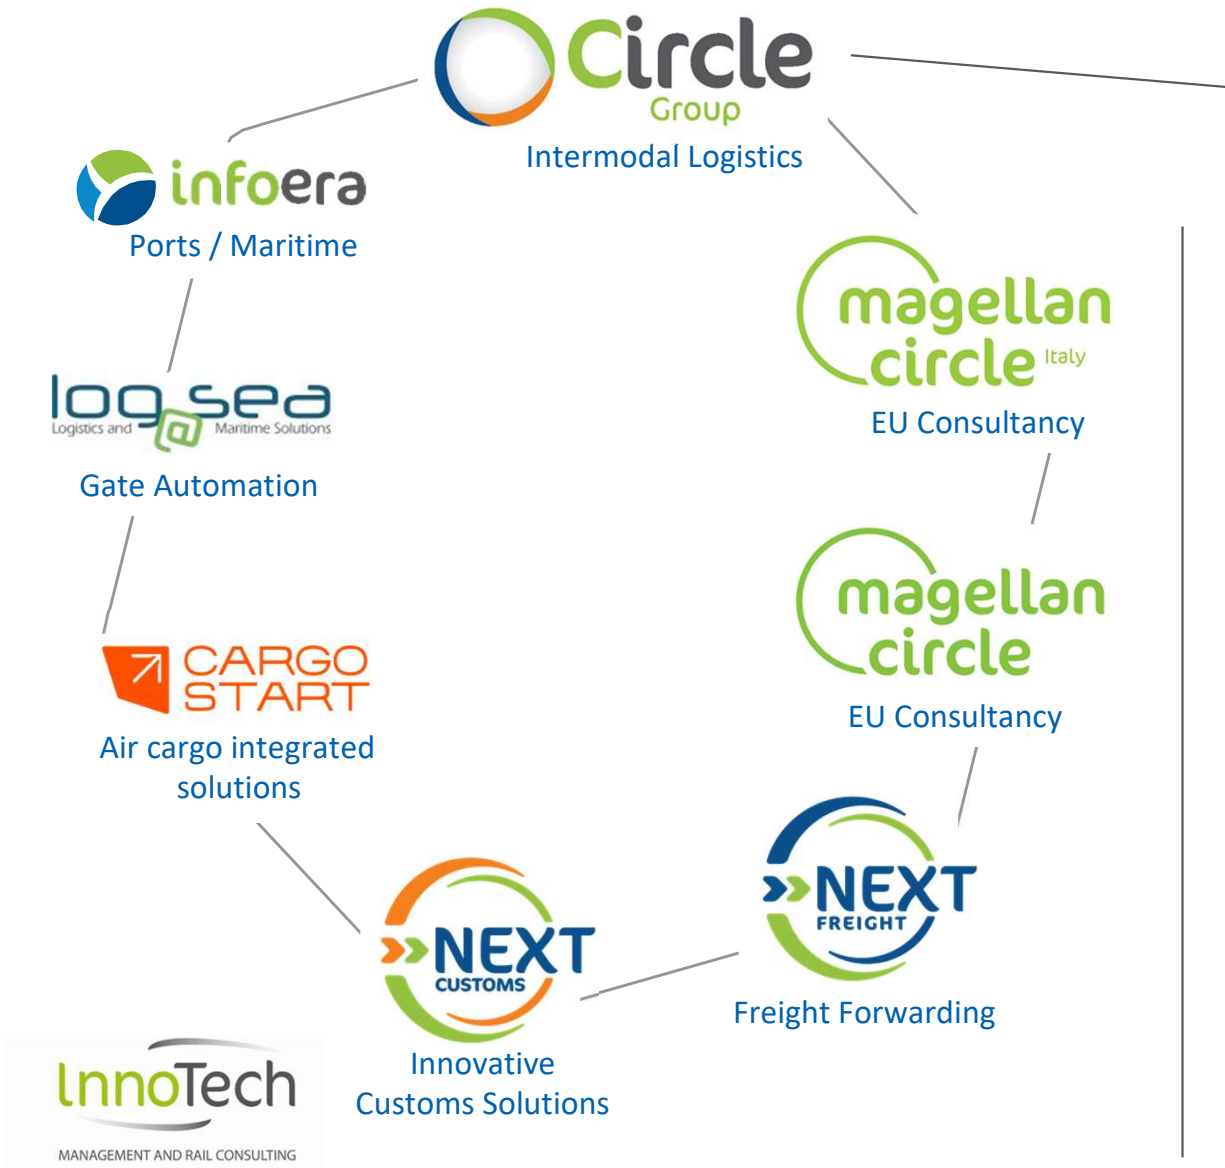 Circle
Group
Intermodal Logistics
infoera
Ports / Maritime
magellan
circle Italy
EU Consultancy
log@sea
Logistics and Maritime Solutions
Gate Automation
magellan
circle
EU Consultancy
CARGO
START
Air cargo integrated
solutions
NEXT
FREIGHT
Freight Forwarding
NEXT
CUSTOMS
Innovative
Customs Solutions
InnoTech
MANAGEMENT AND RAIL CONSULTING